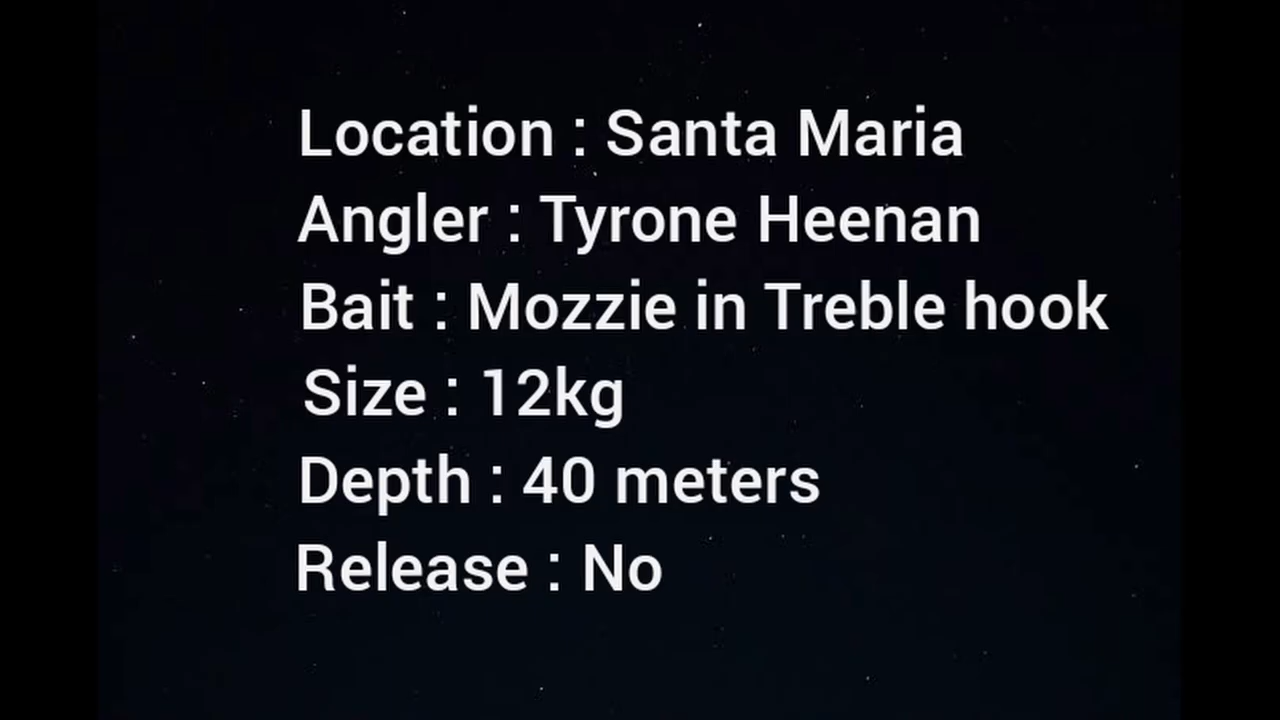 Location : Santa Maria
Angler : Tyrone Heenan
Bait : Mozzie in Treble hook
Size : 12kg
Depth : 40 meters
Release : No